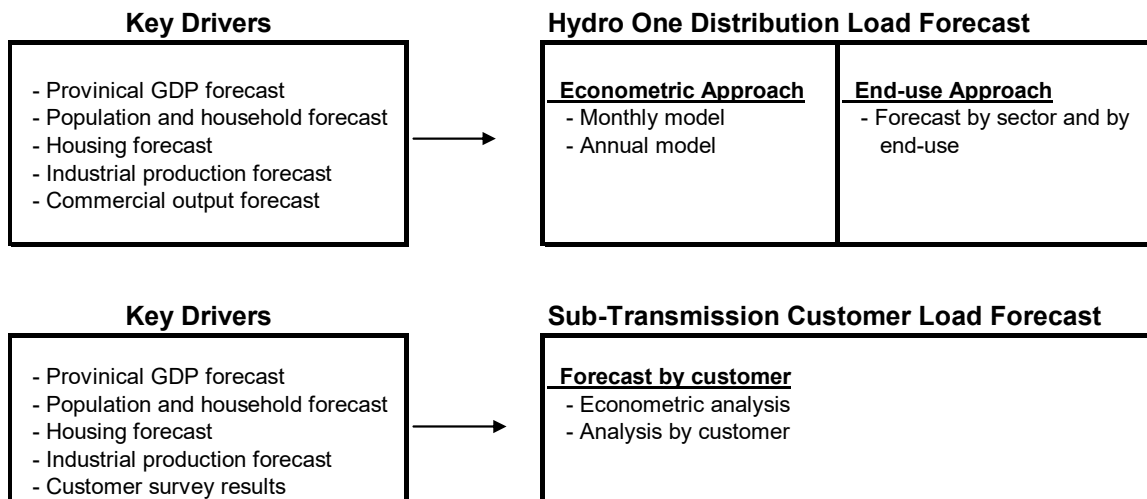 Key Drivers
Hydro One Distribution Load Forecast
- Provinical GDP forecast
- Population and household forecast
- Housing forecast
- Industrial production forecast
- Commercial output forecast
Econometric Approach
- Monthly model
- Annual model
End-use Approach
- Forecast by sector and by
end-use
Key Drivers
Sub-Transmission Customer Load Forecast
- Provinical GDP forecast
- Population and household forecast
- Housing forecast
- Industrial production forecast
- Customer survey results
Forecast by customer
- Econometric analysis
- Analysis by customer